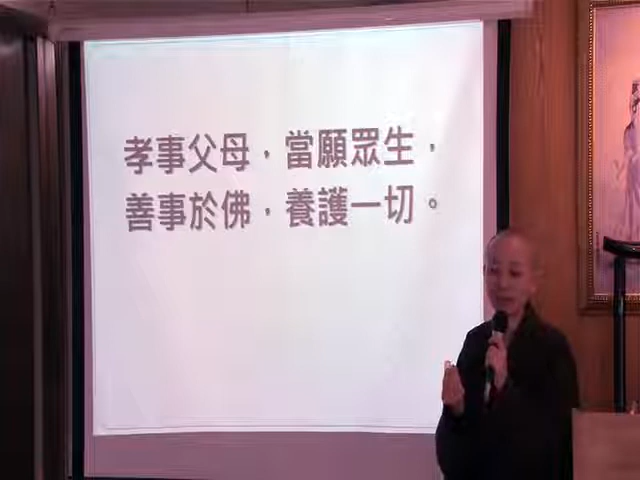 孝事父母，當願眾生，
善事於佛，養護一切。